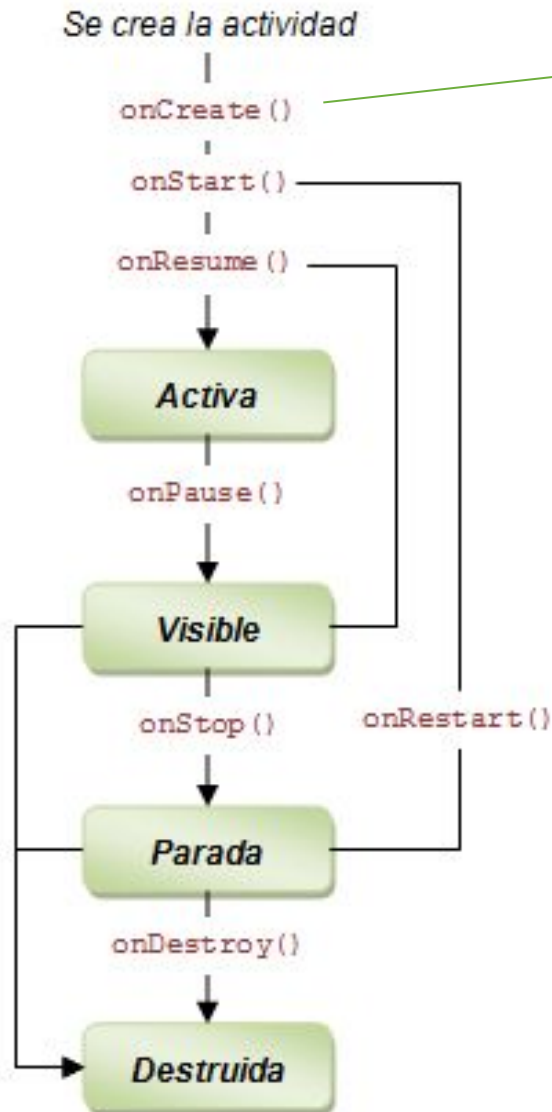 Se crea la actividad
onCreate()
onStart()
onResume()
Activa
onPause()
Visible
onStop()
onRestart()
Parada
onDestroy()
Destruida